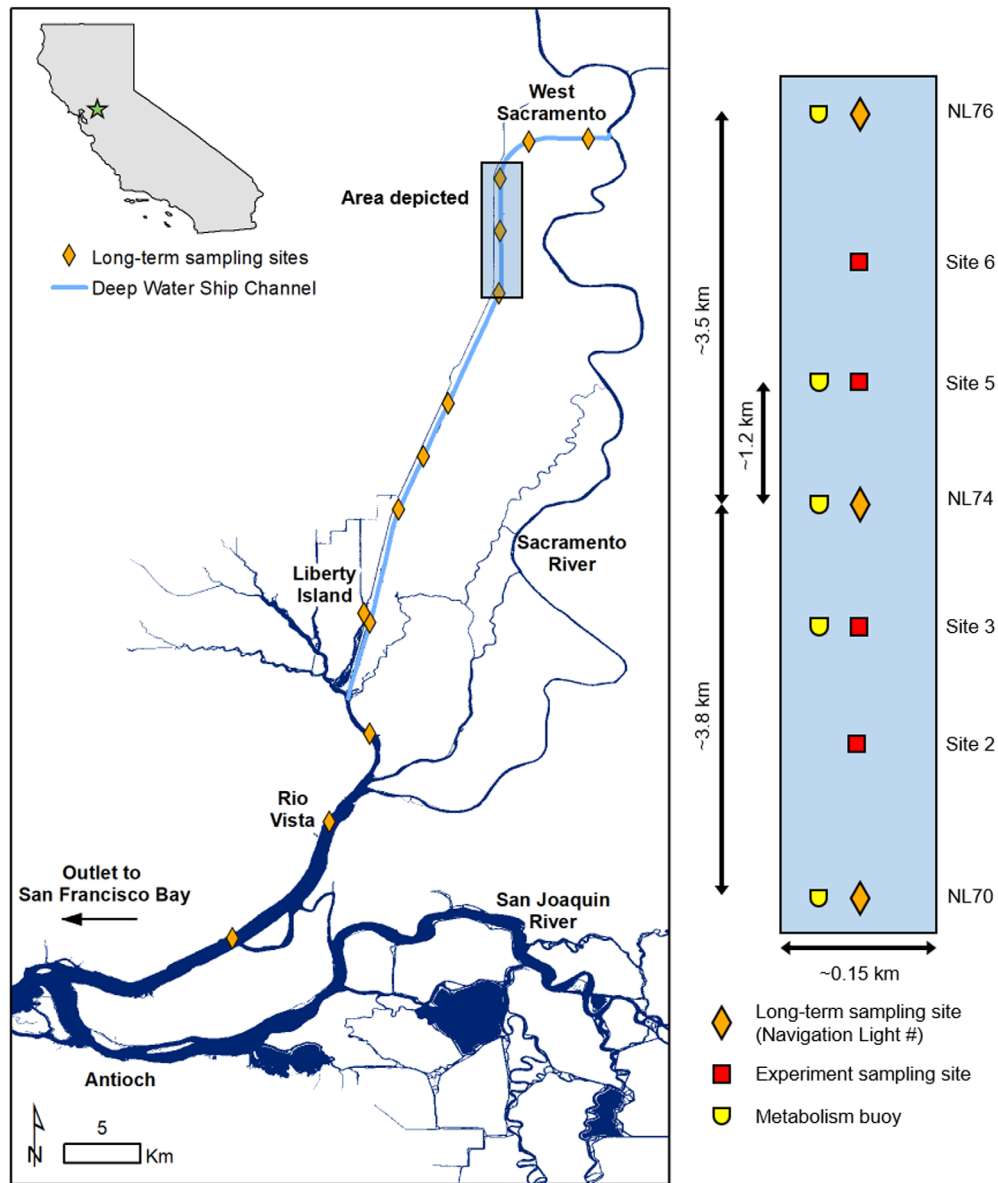 West
Sacramento
Area depicted
Long-term sampling sites
Deep Water Ship Channel
Sacramento
River
Liberty
Island
Rio
Vista
Outlet to
San Francisco Bay
San Joaquin
River
Antioch
N
5
Km
NL76
Site 6
~3.5 km
Site 5
~1.2 km
NL74
Site 3
~3.8 km
Site 2
NL70
~0.15 km
Long-term sampling site
(Navigation Light #)
Experiment sampling site
Metabolism buoy